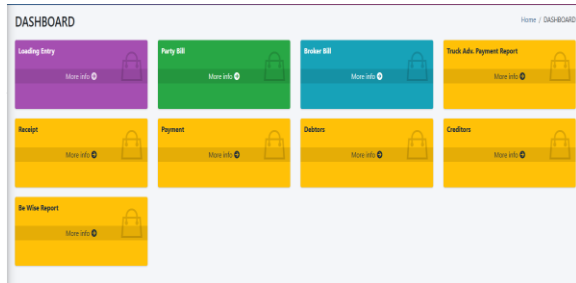 DASHBOARD
Home / DASHBOARD
Loading Entry
More info
Party Bill
More info
Broker Bill
More info
Truck Adv. Payment Report
More info
Receipt
More info
Payment
More info
Debtors
More info
Creditors
More info
Be Wise Report
More info